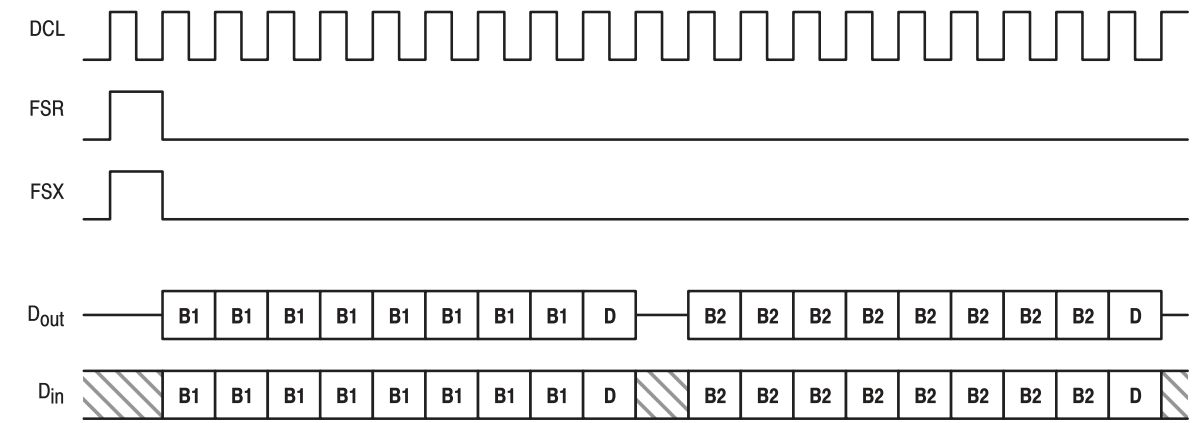 DCL
FSR
FSX
Dout B1 B1 B1 B1 B1 B1 B1 B1 D B2 B2 B2 B2 B2 B2 B2 B2 D
Din B1 B1 B1 B1 B1 B1 B1 B1 D B2 B2 B2 B2 B2 B2 B2 B2 D